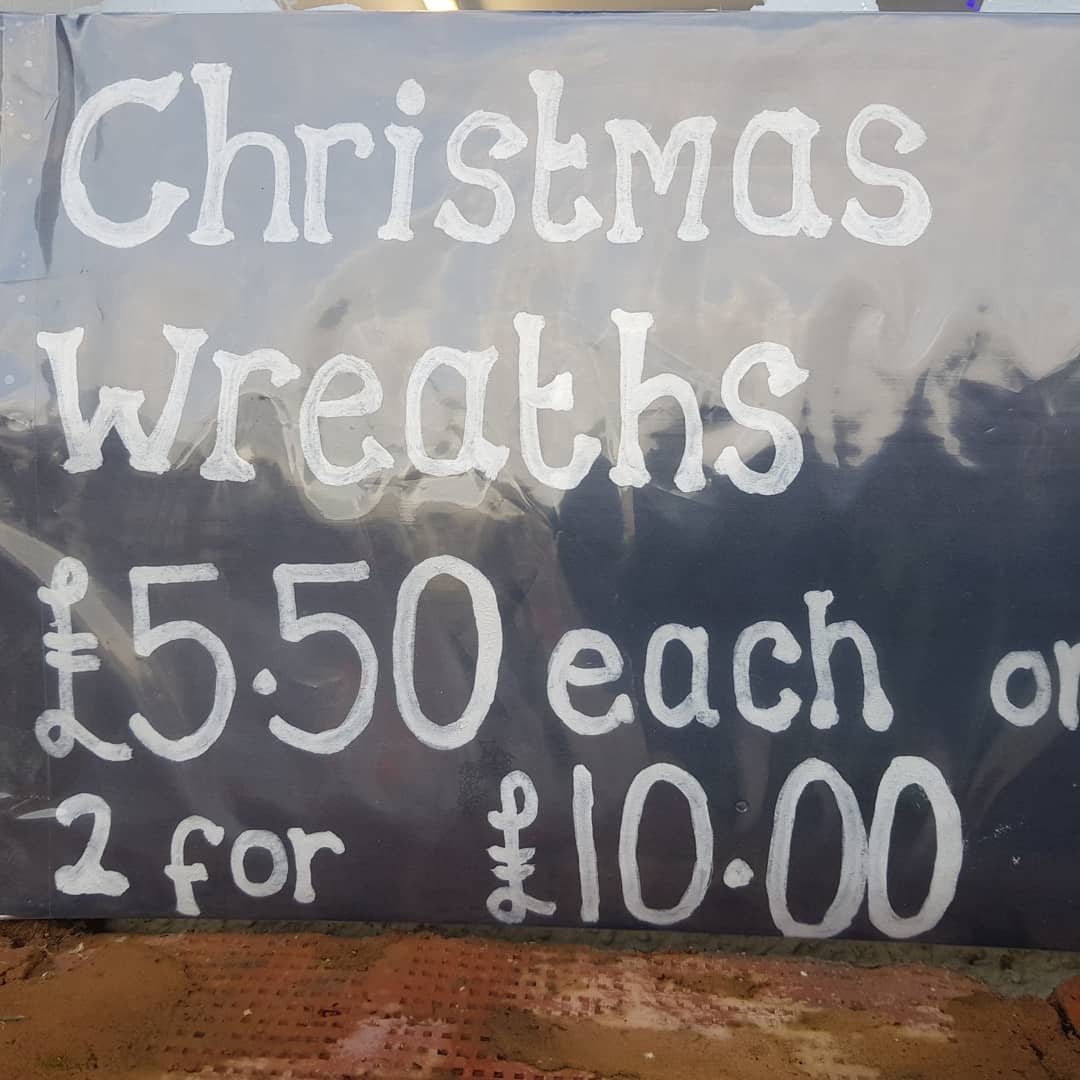 Christmas
Wreaths
£5.50 each or
2 for £10.00